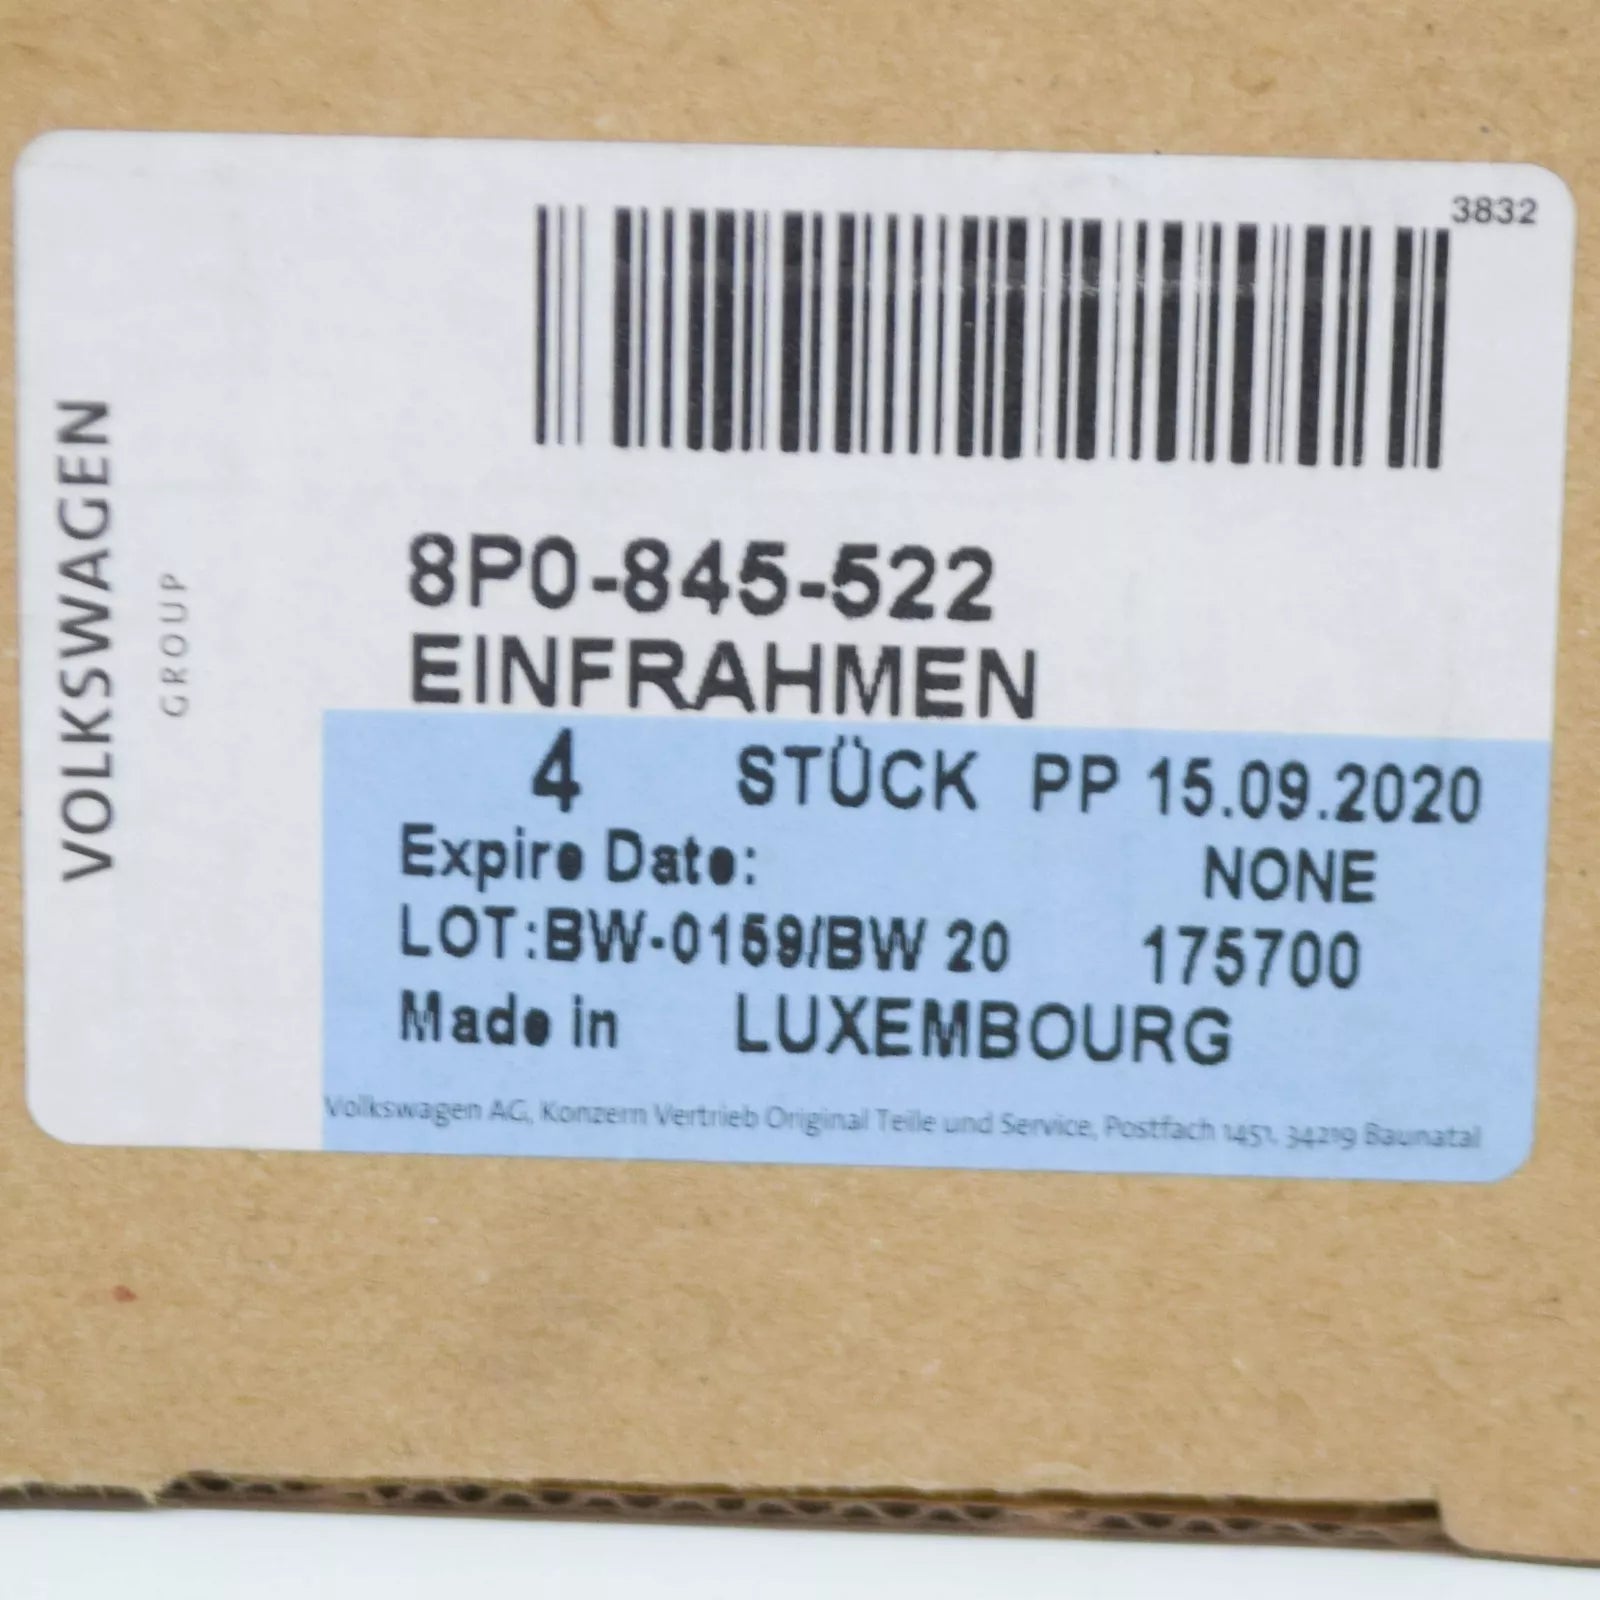 3832
VOLKSWAGEN
GROUP
8P0-845-522
EINFRAHMEN
4 STÜCK PP 15.09.2020
Expire Date: NONE
LOT:BW-0159/BW 20 175700
Made in LUXEMBOURG
Volkswagen AG, Konzern Vertrieb Original Teile und Service, Postfach 1451, 34219 Baunatal